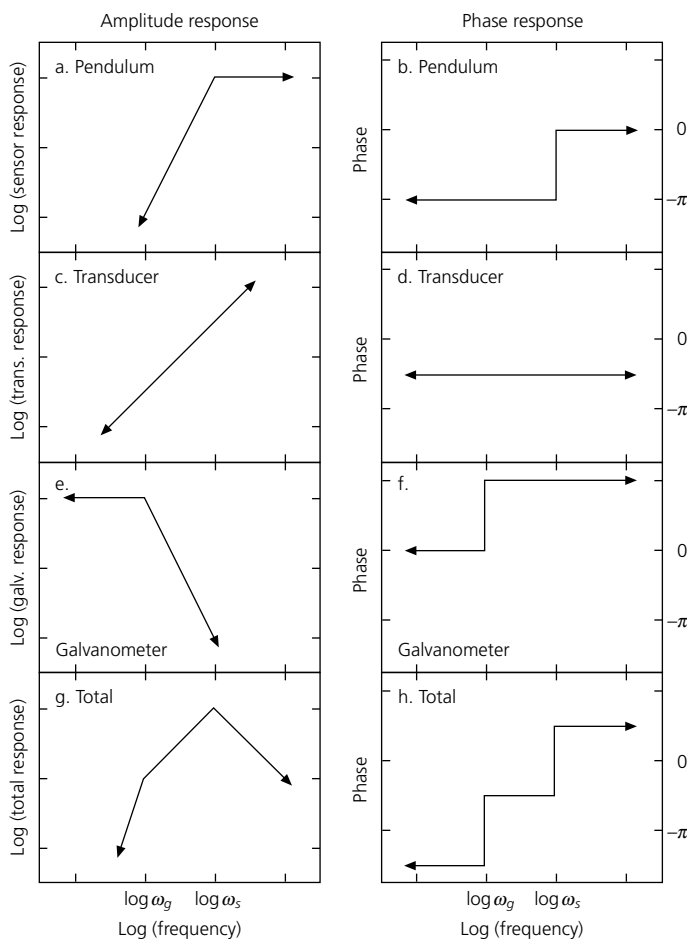 Amplitude response
Phase response
a. Pendulum
Log (sensor response)
b. Pendulum
Phase
0
−π
c. Transducer
Log (trans. response)
d. Transducer
Phase
0
−π
e.
Log (galv. response)
Galvanometer
f.
Phase
0
−π
Galvanometer
g. Total
Log (total response)
h. Total
Phase
0
−π
log ω_g
log ω_s
Log (frequency)
log ω_g
log ω_s
Log (frequency)